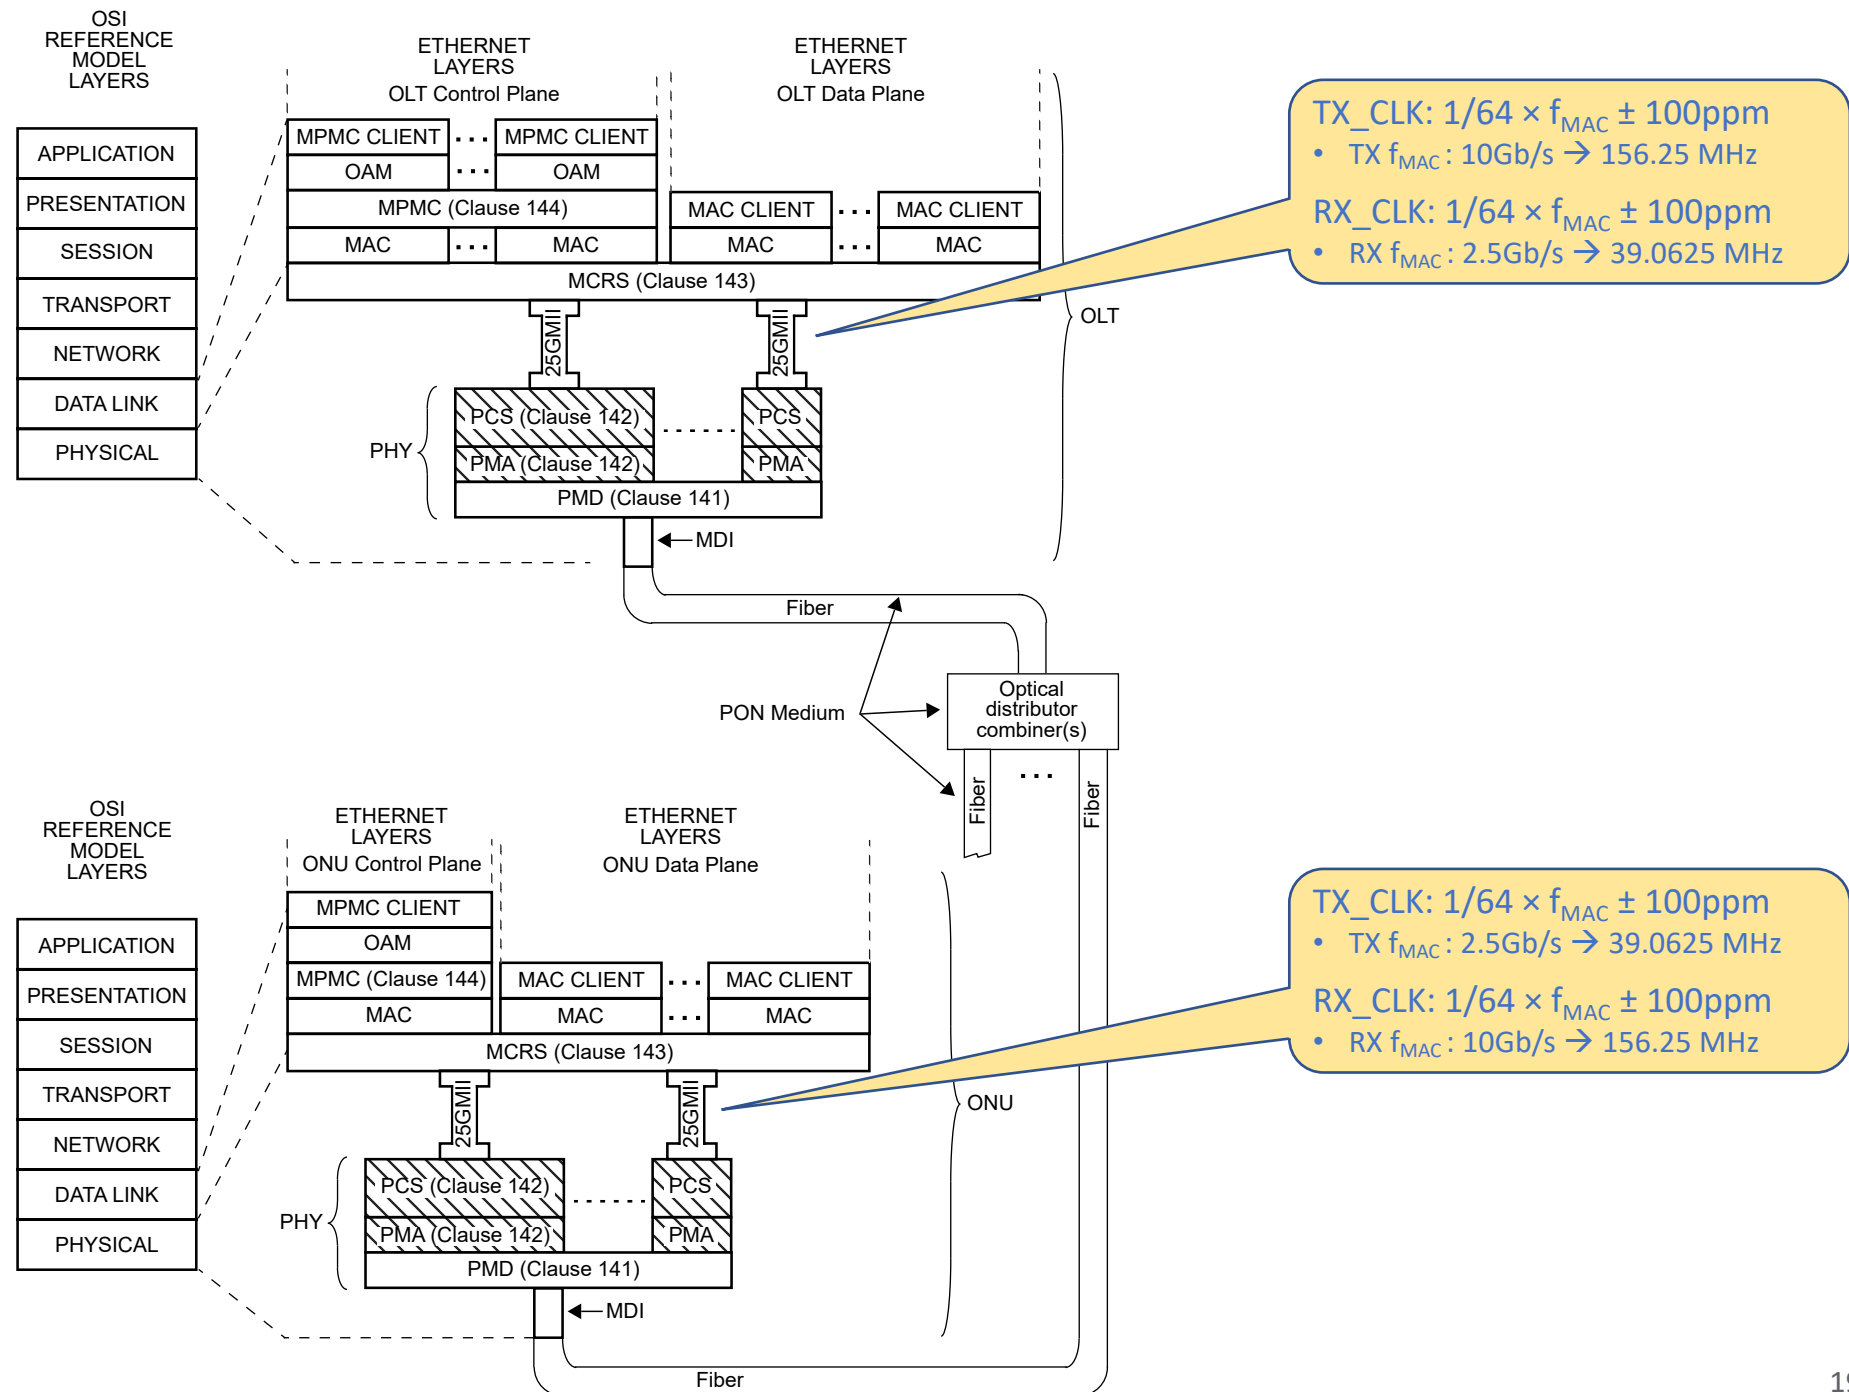 OSI
REFERENCE
MODEL
LAYERS
APPLICATION
PRESENTATION
SESSION
TRANSPORT
NETWORK
DATA LINK
PHYSICAL
ETHERNET
LAYERS
OLT Control Plane
ETHERNET
LAYERS
OLT Data Plane
MPMC CLIENT ... MPMC CLIENT
OAM ... OAM
MPMC (Clause 144)
MAC CLIENT ... MAC CLIENT
MAC ... MAC
MAC ... MAC
MCRS (Clause 143)
25GMII
25GMII
PHY
PCS (Clause 142)
PCS
PMA (Clause 142)
PMA
PMD (Clause 141)
MDI
OLT
TX_CLK: 1/64 × fMAC ± 100ppm
• TX fMAC : 10Gb/s → 156.25 MHz
RX_CLK: 1/64 × fMAC ± 100ppm
• RX fMAC : 2.5Gb/s → 39.0625 MHz
Fiber
PON Medium
Optical
distributor
combiner(s)
...
Fiber
Fiber
OSI
REFERENCE
MODEL
LAYERS
APPLICATION
PRESENTATION
SESSION
TRANSPORT
NETWORK
DATA LINK
PHYSICAL
ETHERNET
LAYERS
ONU Control Plane
ETHERNET
LAYERS
ONU Data Plane
MPMC CLIENT
OAM
MPMC (Clause 144)
MAC
MAC CLIENT ... MAC CLIENT
MAC ... MAC
MCRS (Clause 143)
25GMII
25GMII
PHY
PCS (Clause 142)
PCS
PMA (Clause 142)
PMA
PMD (Clause 141)
MDI
ONU
TX_CLK: 1/64 × fMAC ± 100ppm
• TX fMAC : 2.5Gb/s → 39.0625 MHz
RX_CLK: 1/64 × fMAC ± 100ppm
• RX fMAC : 10Gb/s → 156.25 MHz
Fiber